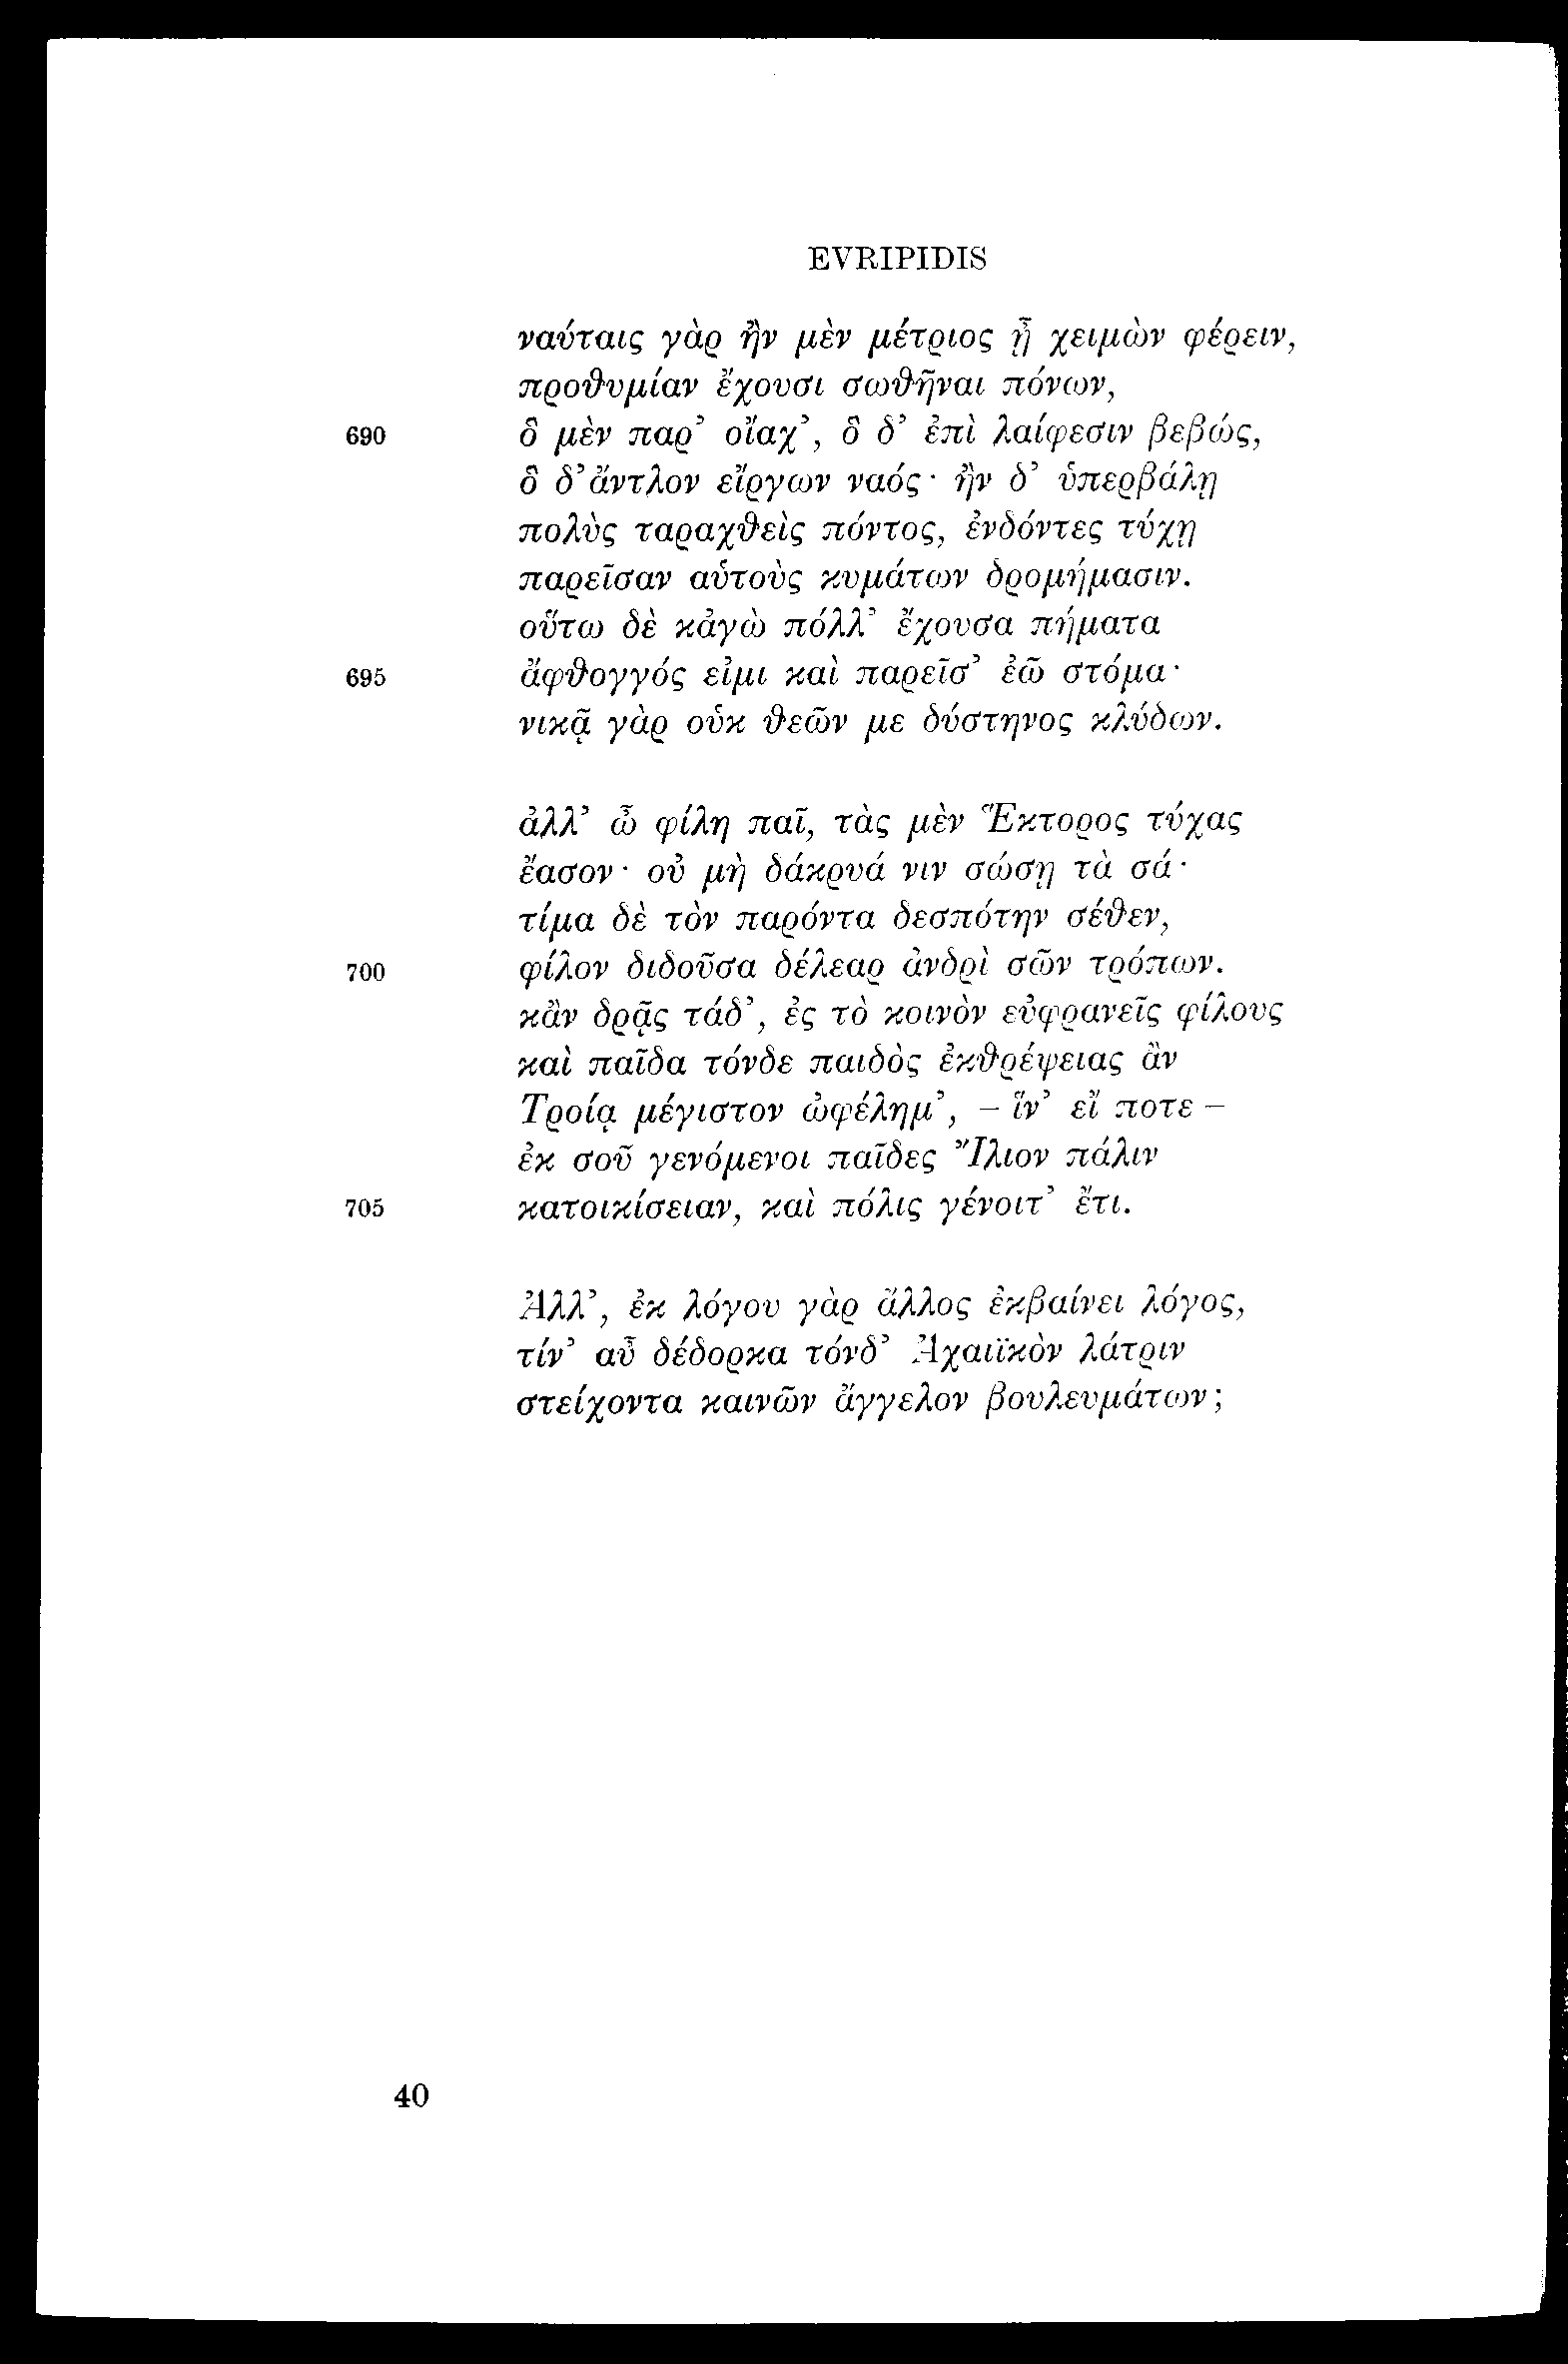 EVRIPIDIS
ναύταις γὰρ ἢν μὲν μέτριος ᾖ χειμὼν φέρειν,
προθυμίαν ἔχουσι σωθῆναι πόνων,
690 ὃ μὲν παρ’ οἴαχ’, ὃ δ’ ἐπὶ λαίφεσιν βεβώς,
ὃ δ’ ἄντλον εἴργων ναός· ἢν δ’ ὑπερβάλῃ
πολὺς ταραχθεὶς πόντος, ἐνδόντες τύχῃ
παρεῖσαν αὑτοὺς κυμάτων δρομήμασιν.
οὕτω δὲ κἀγὼ πόλλ’ ἔχουσα πήματα
695 ἄφθογγός εἰμι καὶ παρεῖσ’ ἐῶ στόμα·
νικᾷ γὰρ οὑκ θεῶν με δύστηνος κλύδων.
ἀλλ’ ὦ φίλη παῖ, τὰς μὲν Ἕκτορος τύχας
ἔασον· οὐ μὴ δάκρυά νιν σώσῃ τὰ σά·
τίμα δὲ τὸν παρόντα δεσπότην σέθεν,
700 φίλον διδοῦσα δέλεαρ ἀνδρὶ σῶν τρόπων.
κἂν δρᾷς τάδ’, ἐς τὸ κοινὸν εὐφρανεῖς φίλους
καὶ παῖδα τόνδε παιδὸς ἐκθρέψειας ἂν
Τροίᾳ μέγιστον ὠφέλημ’, – ἵν’ εἴ ποτε –
ἐκ σοῦ γενόμενοι παῖδες Ἴλιον πάλιν
705 κατοικίσειαν, καὶ πόλις γένοιτ’ ἔτι.
Ἀλλ’, ἐκ λόγου γὰρ ἄλλος ἐκβαίνει λόγος,
τίν’ αὖ δέδορκα τόνδ’ Ἀχαιϊκὸν λάτριν
στείχοντα καινῶν ἄγγελον βουλευμάτων;
40